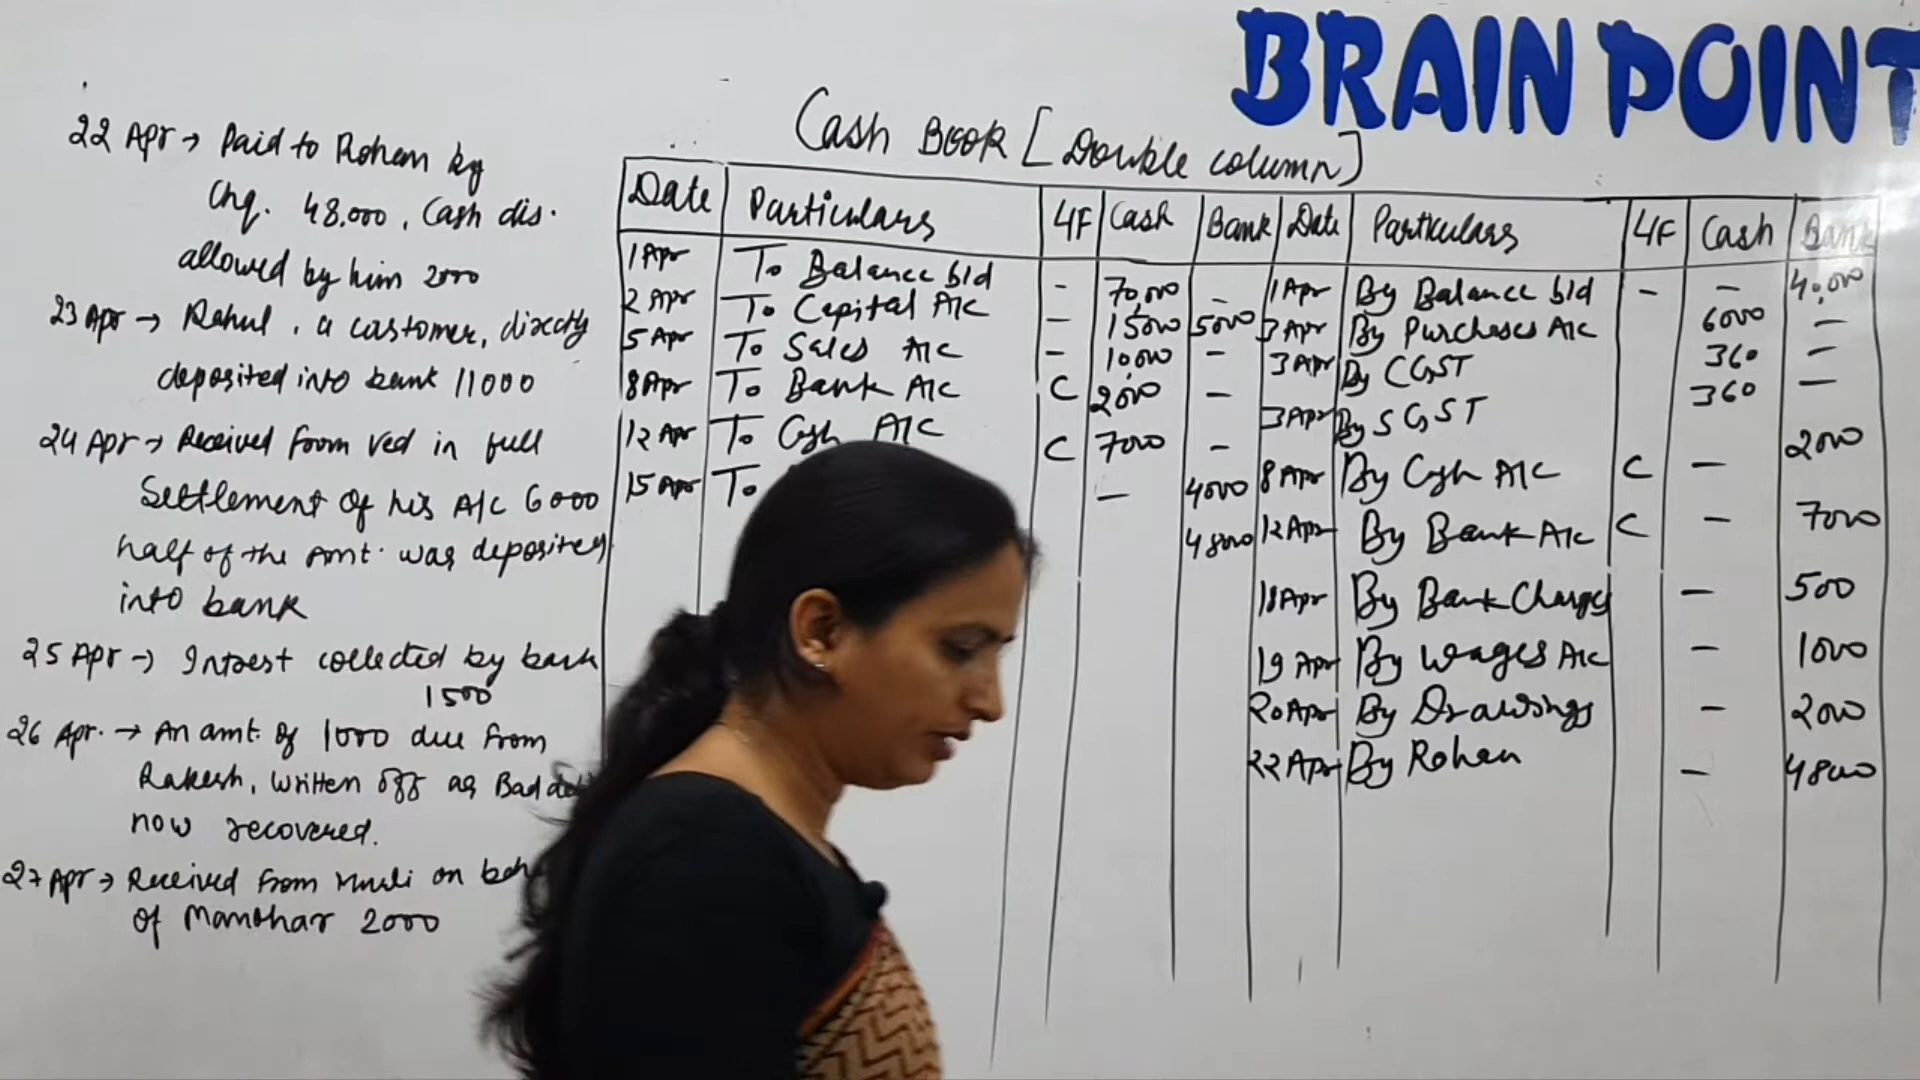 BRAIN POINT
Cash Book [Double column]
22 Apr → Paid to Rohan by
Chq. 48.000, Cash dis.
allowed by him 2000
23 Apr → Rahul, a customer, directly
deposited into bank 11000
24 Apr → Received from Ved in full
Settlement of his A/c 6000
half of the amt. was deposited
into bank
25 Apr → Intrest collected by bank
1500
26 Apr. → An amt. of 1000 due from
Rakesh, written off as Bad
now recovered.
27 Apr → Received from on
of Manohar 2000
Date Particulars LF Cash Bank Date Particulars LF Cash Bank
1 Apr To Balance b/d - 70,000 - 1 Apr By Balance b/d - - 40,000
2 Apr To Capital A/c - 15000 5000 3 Apr By Purchases A/c 6000 -
5 Apr To Sales A/c - 10,000 - 3 Apr By CGST 360 -
8 Apr To Bank A/c C 2000 - 3 Apr By SGST 360 -
12 Apr To Cash A/c C 7000 - 8 Apr By Cash A/c C - 2000
15 Apr To - 4000 12 Apr By Bank A/c C - 7000
4800
18 Apr By Bank Charges - 500
19 Apr By Wages A/c - 1000
20 Apr By Drawings - 2000
22 Apr By Rohan - 4800